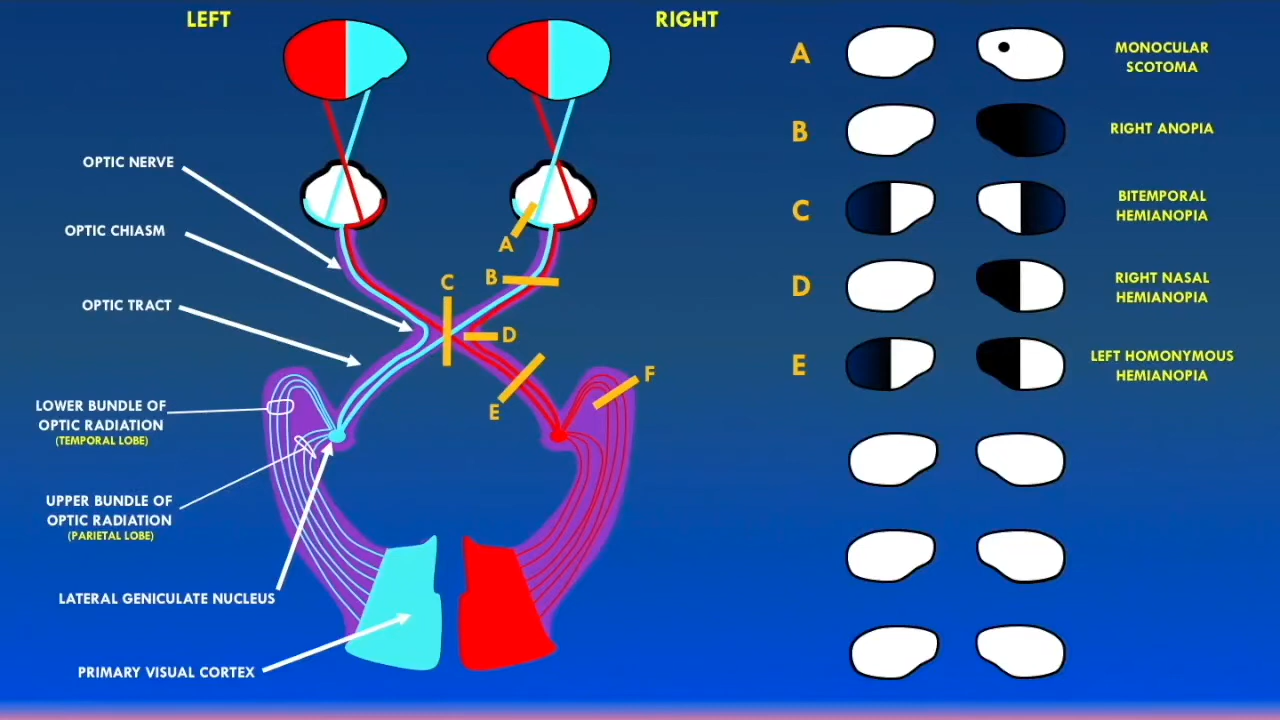 LEFT
RIGHT
OPTIC NERVE
OPTIC CHIASM
OPTIC TRACT
LOWER BUNDLE OF
OPTIC RADIATION
(TEMPORAL LOBE)
UPPER BUNDLE OF
OPTIC RADIATION
(PARIETAL LOBE)
LATERAL GENICULATE NUCLEUS
PRIMARY VISUAL CORTEX
A
B
C
D
E
F
A
MONOCULAR
SCOTOMA
B
RIGHT ANOPIA
C
BITEMPORAL
HEMIANOPIA
D
RIGHT NASAL
HEMIANOPIA
E
LEFT HOMONYMOUS
HEMIANOPIA